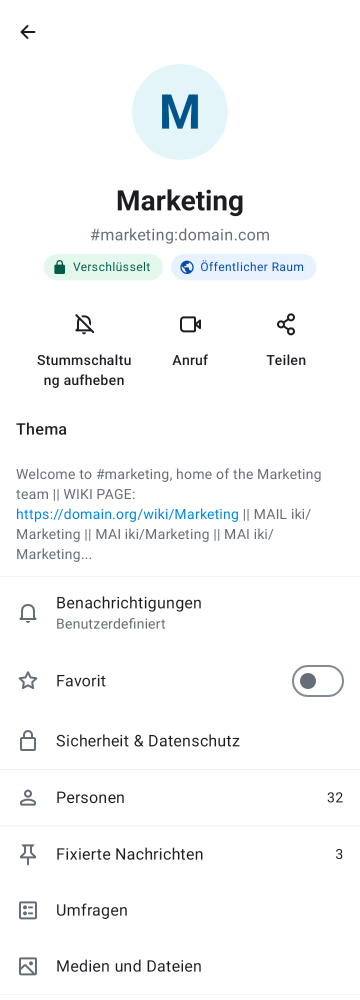 M
Marketing
#marketing:domain.com
Verschlüsselt
Öffentlicher Raum
Stummschaltu
ng aufheben
Anruf
Teilen
Thema
Welcome to #marketing, home of the Marketing
team || WIKI PAGE:
https://domain.org/wiki/Marketing || MAIL iki/
Marketing || MAI iki/Marketing || MAI iki/
Marketing...
Benachrichtigungen
Benutzerdefiniert
Favorit
Sicherheit & Datenschutz
Personen 32
Fixierte Nachrichten 3
Umfragen
Medien und Dateien